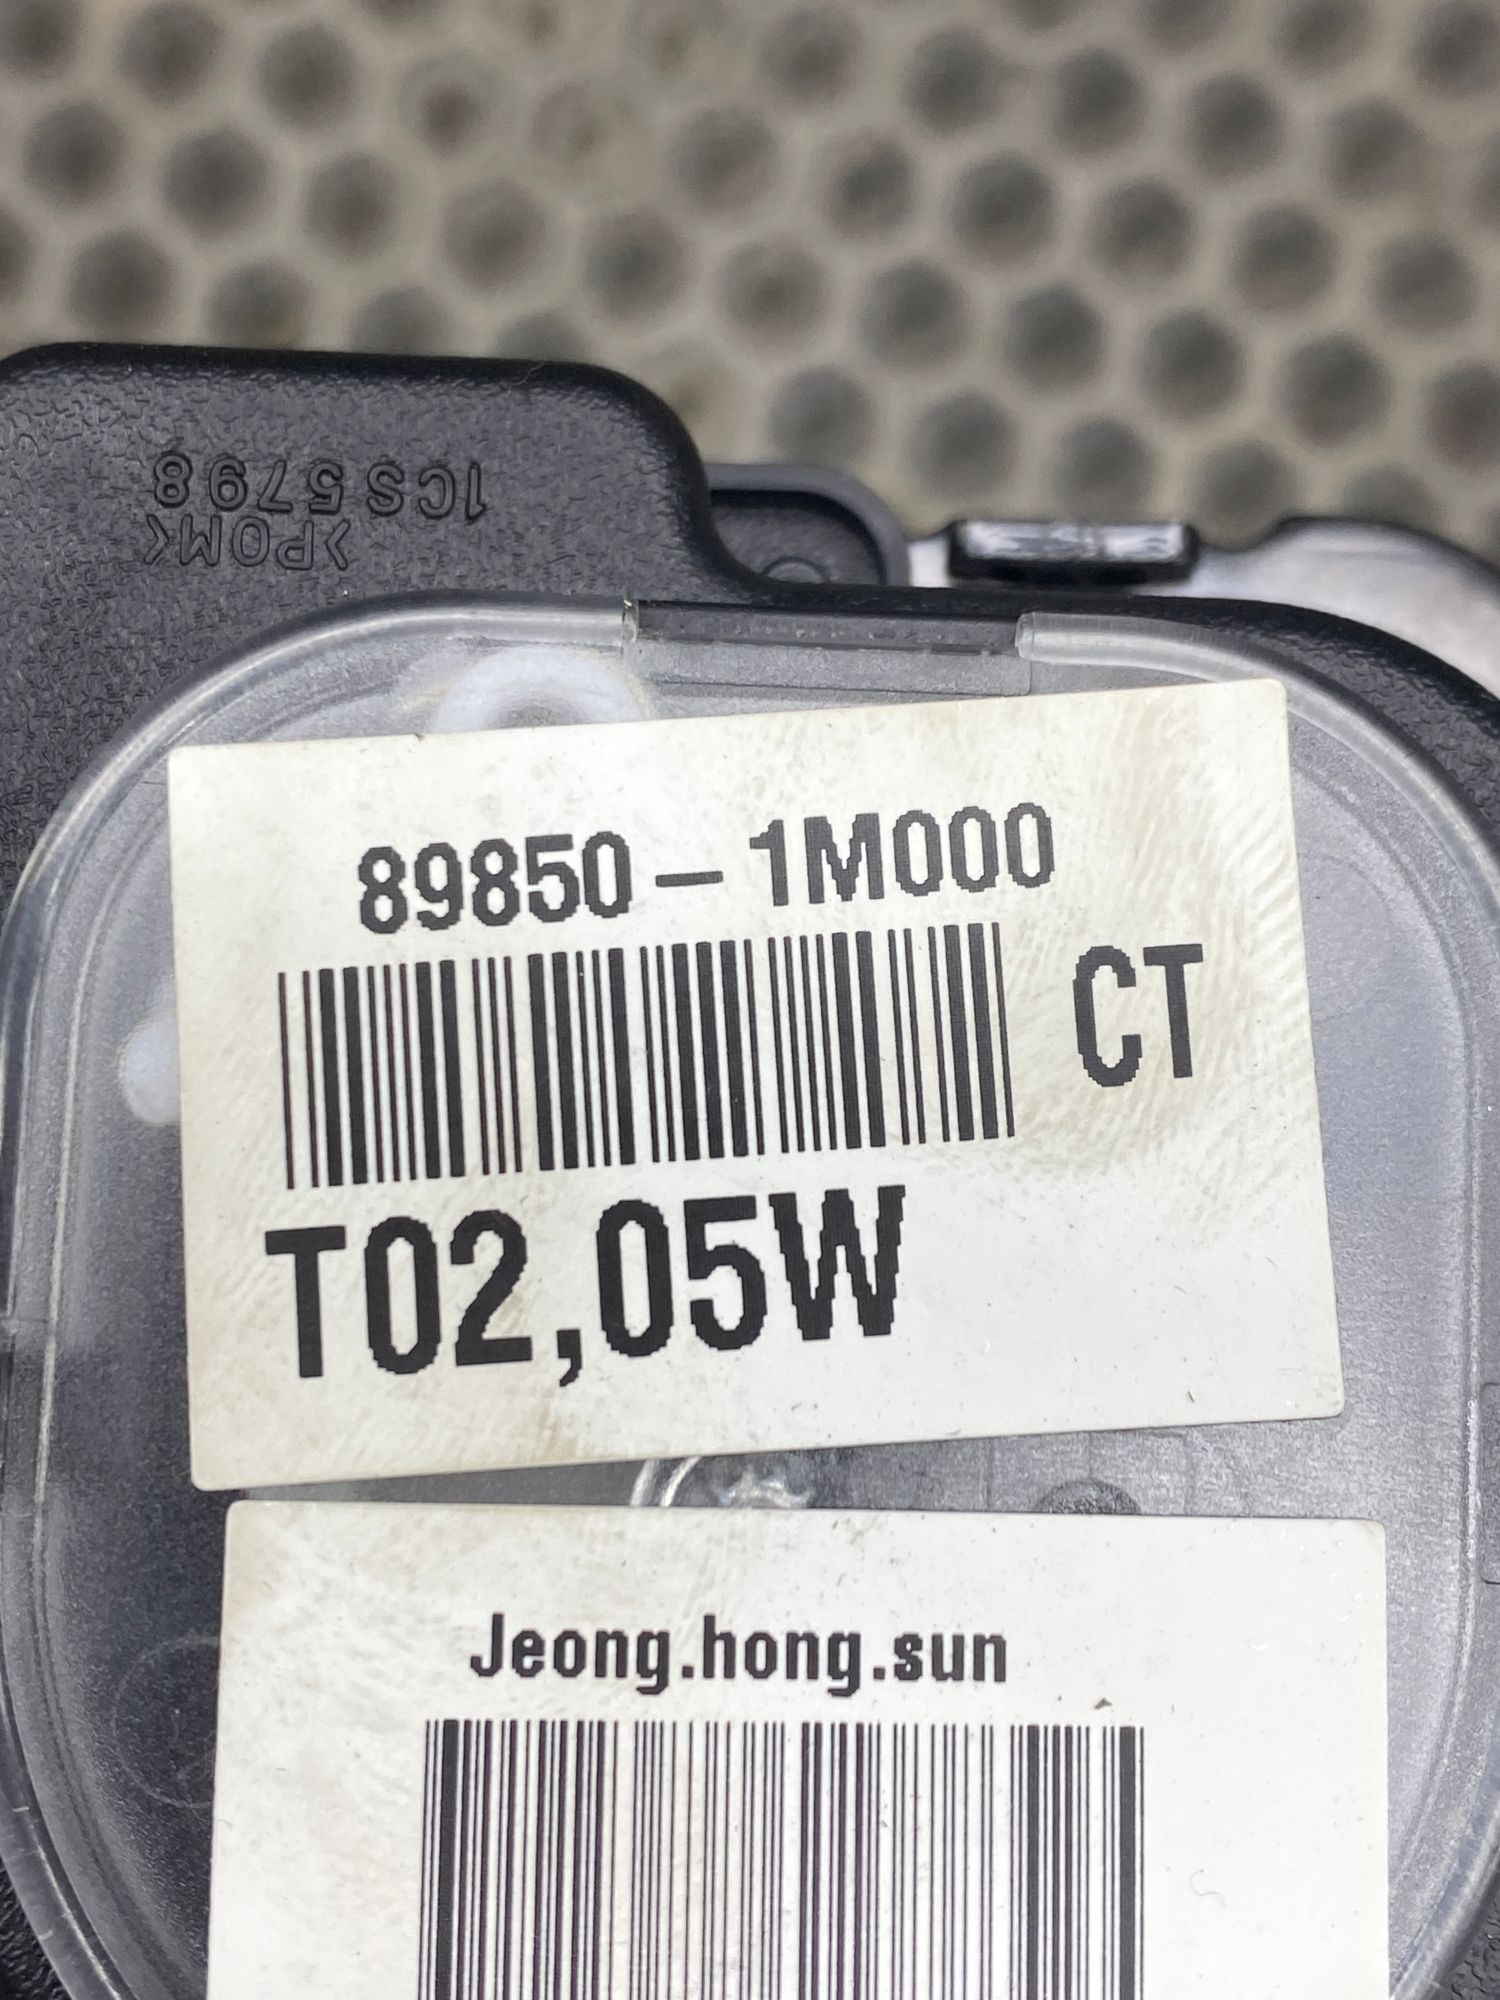 1CS5798
>POM<
89850-1M000
CT
T02,05W
Jeong.hong.sun